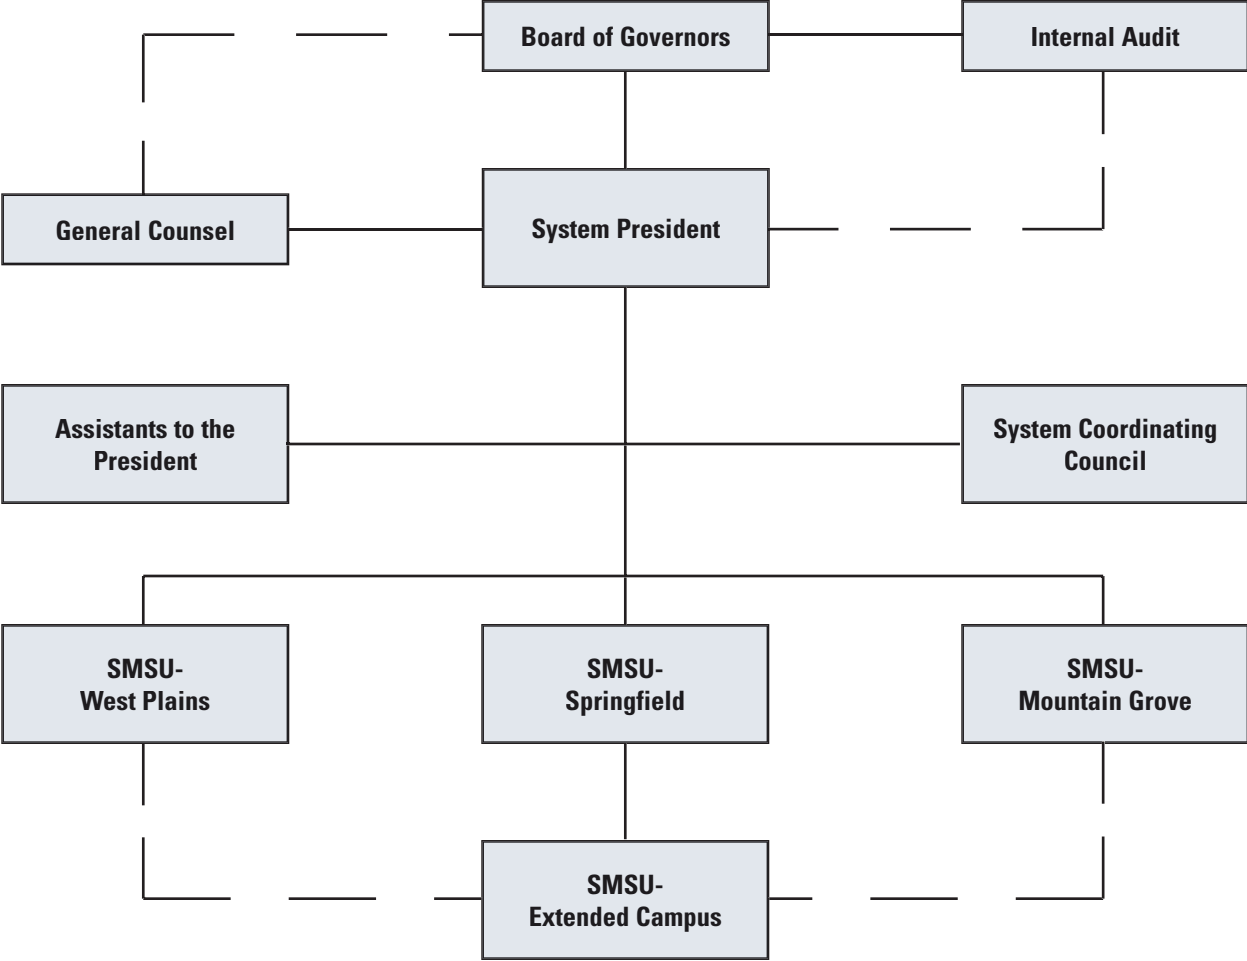 Board of Governors
Internal Audit
General Counsel
System President
Assistants to the
President
System Coordinating
Council
SMSU-
West Plains
SMSU-
Springfield
SMSU-
Mountain Grove
SMSU-
Extended Campus